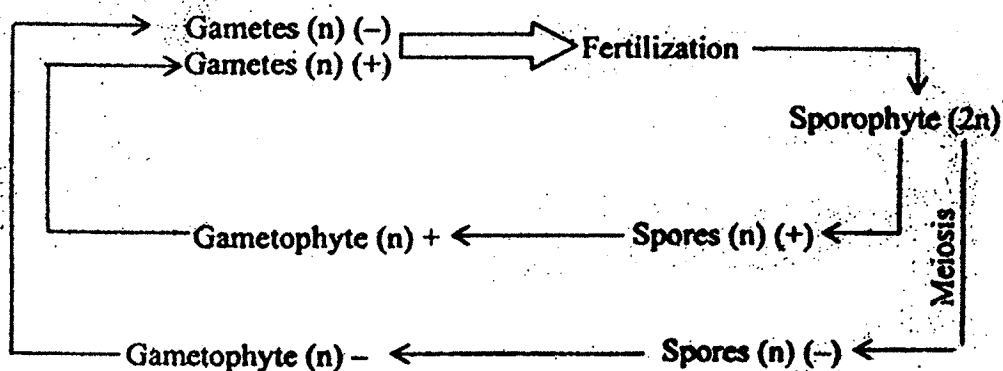 Gametes (n) (–)
Gametes (n) (+)
Fertilization
Sporophyte (2n)
Meiosis
Gametophyte (n) +
Spores (n) (+)
Gametophyte (n) –
Spores (n) (–)